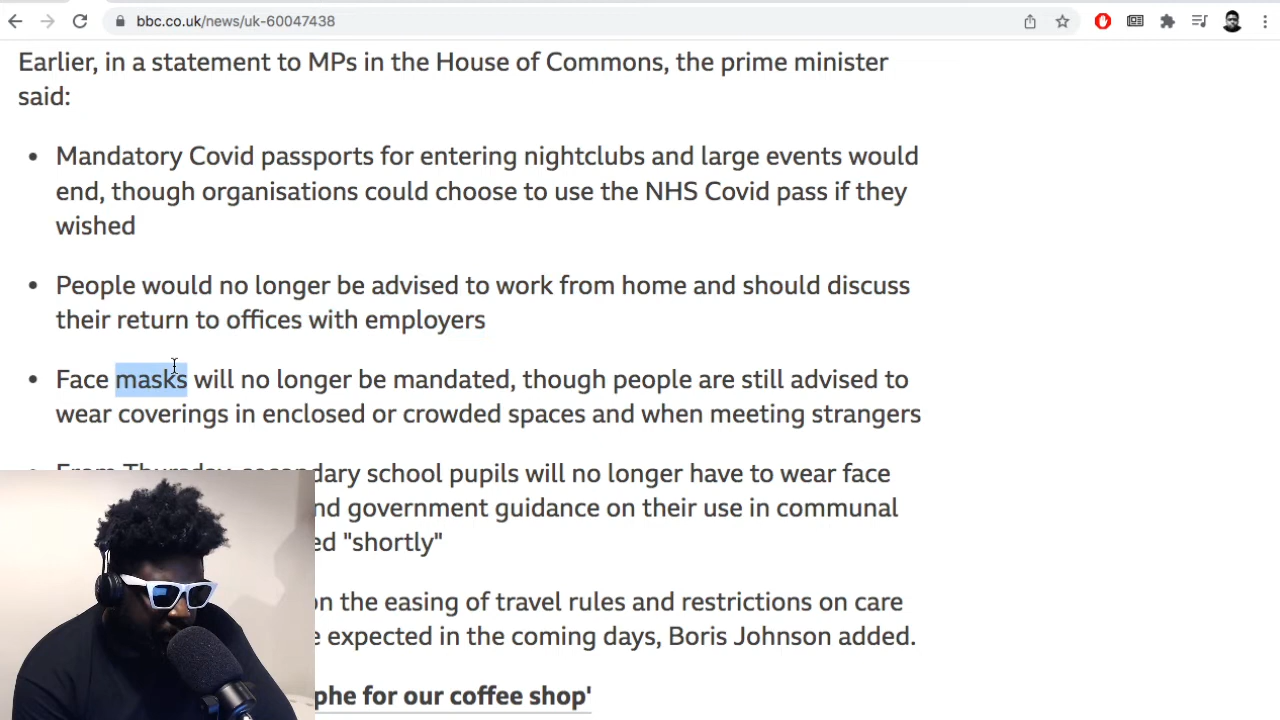 bbc.co.uk/news/uk-60047438
Earlier, in a statement to MPs in the House of Commons, the prime minister
said:
• Mandatory Covid passports for entering nightclubs and large events would
end, though organisations could choose to use the NHS Covid pass if they
wished
• People would no longer be advised to work from home and should discuss
their return to offices with employers
• Face masks will no longer be mandated, though people are still advised to
wear coverings in enclosed or crowded spaces and when meeting strangers
From Thursday, secondary school pupils will no longer have to wear face
government guidance on their use in communal
"shortly"
on the easing of travel rules and restrictions on care
expected in the coming days, Boris Johnson added.
for our coffee shop'